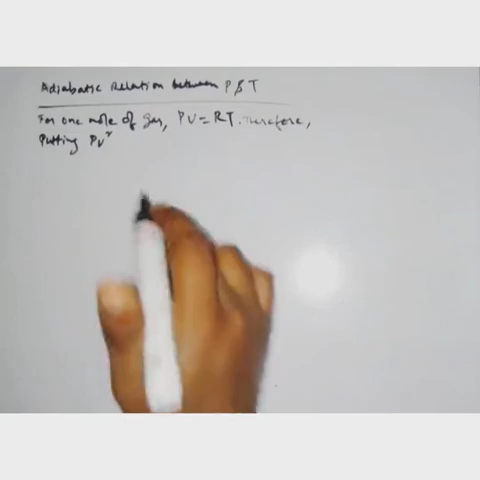 Adiabatic Relation between P & T
For one mole of gas, PV = RT. Therefore,
Putting PV^γ